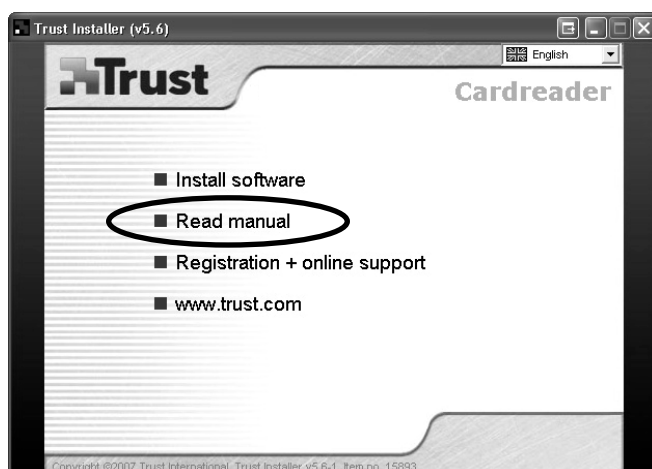 Trust Installer (v5.6)
English
Trust
Cardreader
Install software
Read manual
Registration + online support
www.trust.com
Copyright ©2007 Trust International. Trust Installer v5.6-1. Item no. 15893